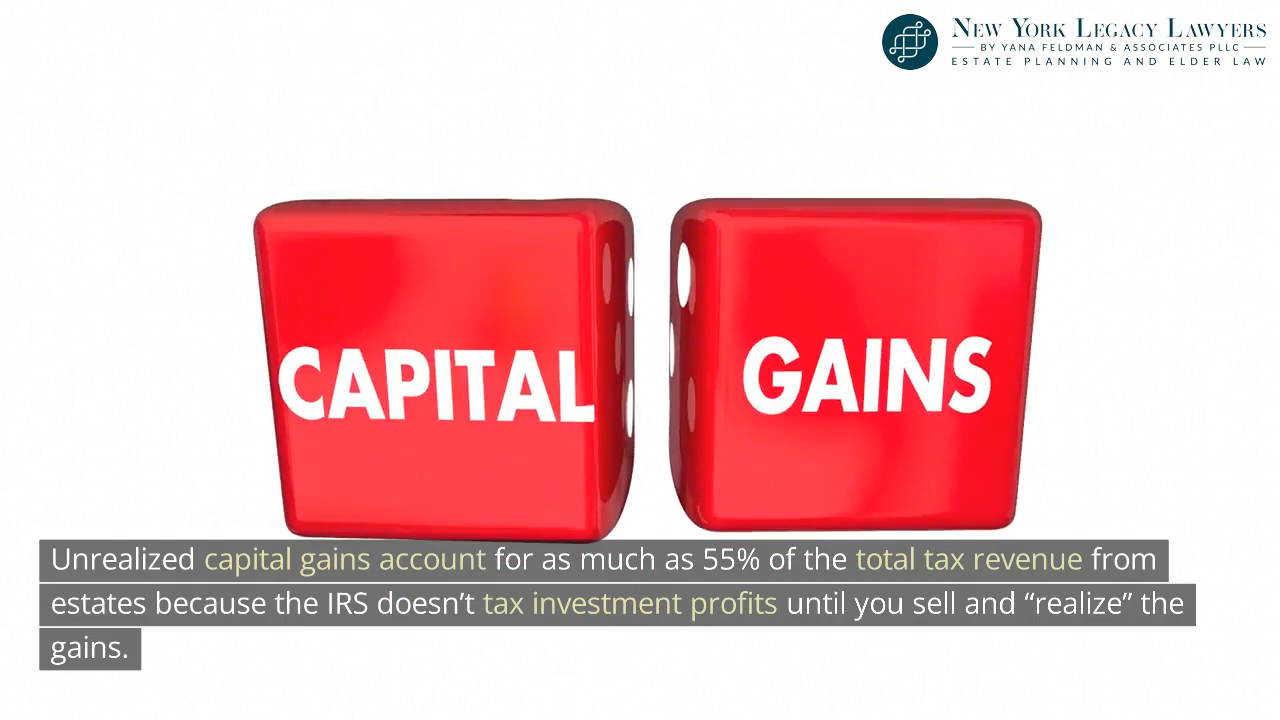 NEW YORK LEGACY LAWYERS
BY YANA FELDMAN & ASSOCIATES PLLC
ESTATE PLANNING AND ELDER LAW
CAPITAL
GAINS
Unrealized capital gains account for as much as 55% of the total tax revenue from
estates because the IRS doesn’t tax investment profits until you sell and “realize” the
gains.